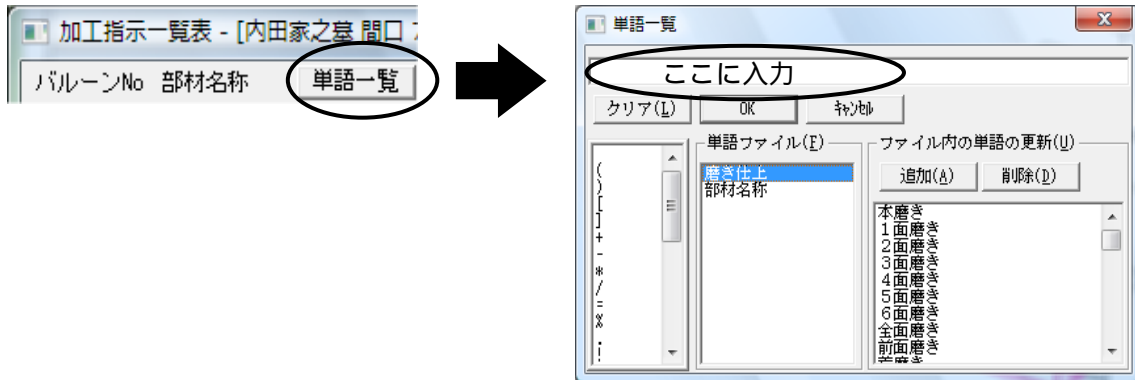 加工指示一覧表 - [内田家之墓 間口
バルーンNo 部材名称 単語一覧
単語一覧
ここに入力
クリア(L) OK キャンセル
単語ファイル(F)
ファイル内の単語の更新(U)
(
)
[
]
+
-
*
/
=
%
.
!
磨き仕上
部材名称
追加(A) 削除(D)
本磨き
1面磨き
2面磨き
3面磨き
4面磨き
5面磨き
6面磨き
全面磨き
前面磨き